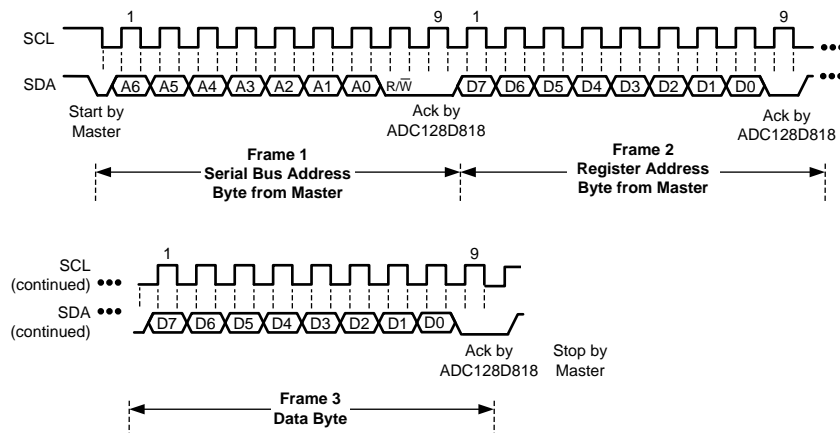 1 9 1 9
SCL
SDA A6 A5 A4 A3 A2 A1 A0 R/W̅ D7 D6 D5 D4 D3 D2 D1 D0
Start by
Master
Ack by
ADC128D818
Ack by
ADC128D818
Frame 1
Serial Bus Address
Byte from Master
Frame 2
Register Address
Byte from Master
1 9
SCL
(continued)
SDA
(continued)
D7 D6 D5 D4 D3 D2 D1 D0
Ack by
ADC128D818
Stop by
Master
Frame 3
Data Byte